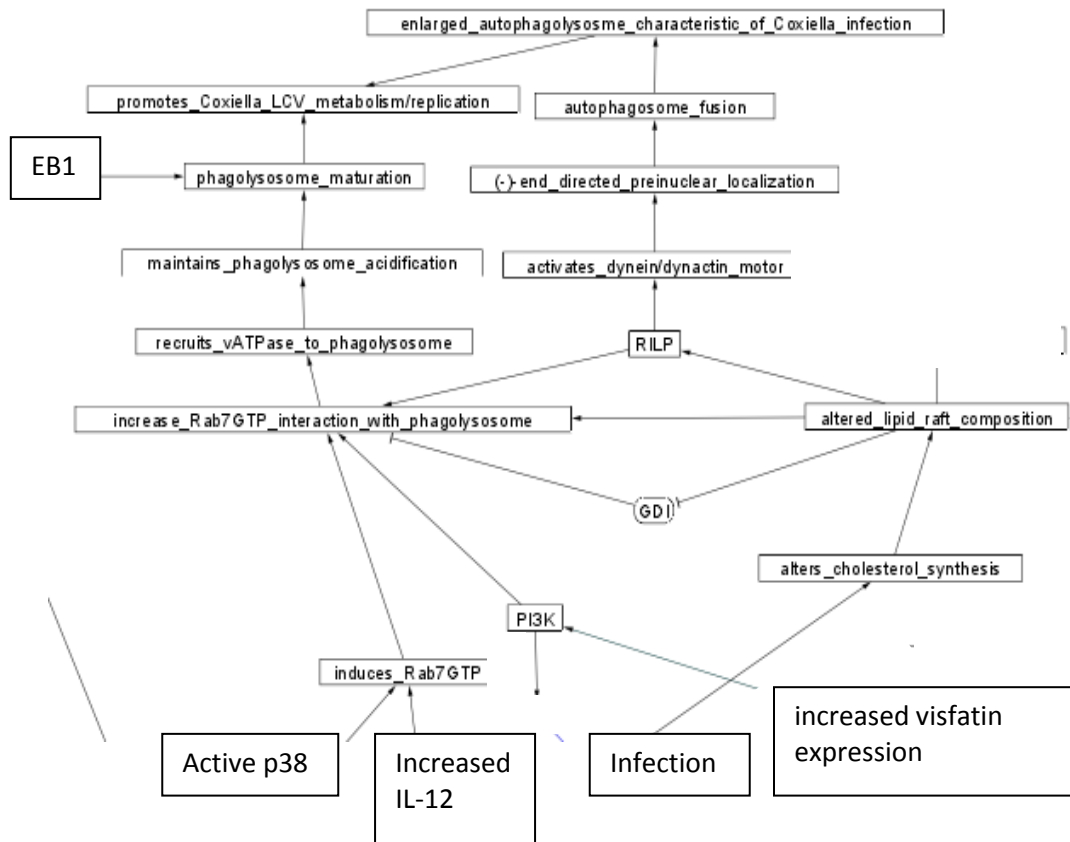 enlarged_autophagolysosme_characteristic_of_Coxiella_infection
promotes_Coxiella_LCV_metabolism/replication
autophagosome_fusion
EB1
phagolysosome_maturation
(-)-end_directed_preinuclear_localization
maintains_phagolysosome_acidification
activates_dynein/dynactin_motor
recruits_vATPase_to_phagolysosome
RILP
increase_Rab7GTP_interaction_with_phagolysosome
altered_lipid_raft_composition
GDI
alters_cholesterol_synthesis
PI3K
induces_Rab7GTP
Active p38
Increased
IL-12
Infection
increased visfatin
expression